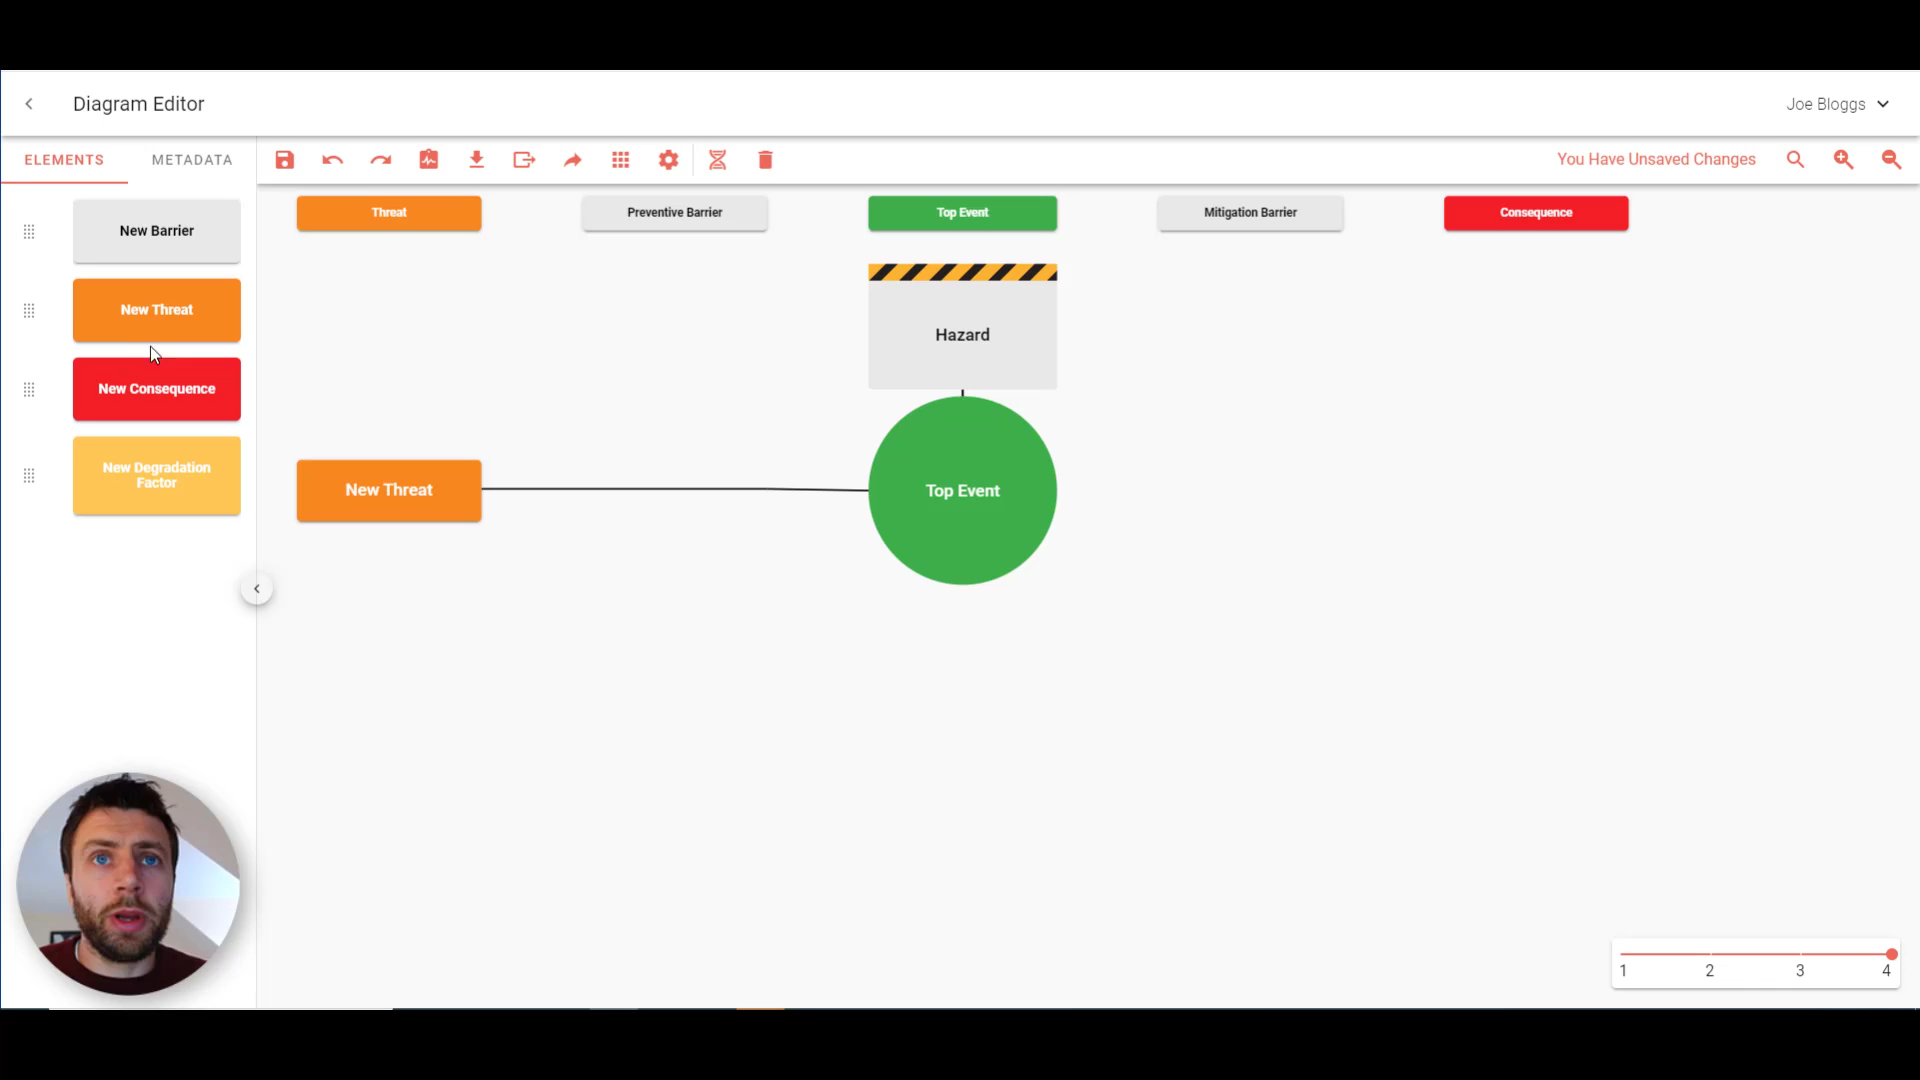 Diagram Editor
Joe Bloggs
ELEMENTS
METADATA
You Have Unsaved Changes
Threat
Preventive Barrier
Top Event
Mitigation Barrier
Consequence
New Barrier
New Threat
New Consequence
New Degradation
Factor
Hazard
New Threat
Top Event
1
2
3
4